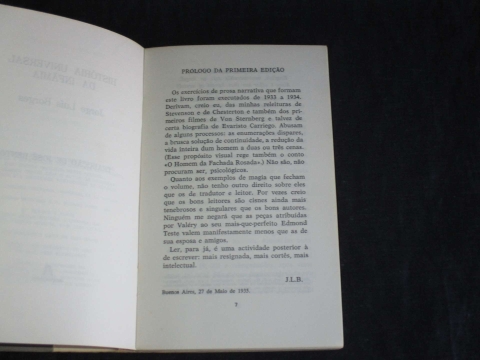 HISTÓRIA UNIVERSAL
DA INFÂMIA
PRÓLOGO DA PRIMEIRA EDIÇÃO
Os exercícios de prosa narrativa que formam
este livro foram executados de 1933 a 1934.
Derivam, creio eu, das minhas releituras de
Stevenson e de Chesterton e também dos
primeiros filmes de Von Sternberg e talvez de
certa biografia de Evaristo Carriego. Abusam
de alguns processos: as enumerações díspares,
a brusca solução de continuidade, a redução da
vida inteira dum homem a duas ou três cenas.
(Esse propósito visual rege também o conto
«O Homem da Fachada Rosada».) Não são, não
procuram ser, psicológicos.
Quanto aos exemplos de magia que fecham
o volume, não tenho outro direito sobre eles
que os de tradutor e leitor. Por vezes creio
que os bons leitores são cisnes ainda mais
tenebrosos e singulares que os bons autores.
Ninguém me negará que as peças atribuídas
por Valéry ao seu mais-que-perfeito Edmond
Teste valem manifestamente menos que as de
sua esposa e amigos.
Ler, para já, é uma actividade posterior à
de escrever: mais resignada, mais cortês, mais
intelectual.
J.L.B.
Buenos Aires, 27 de Maio de 1935.